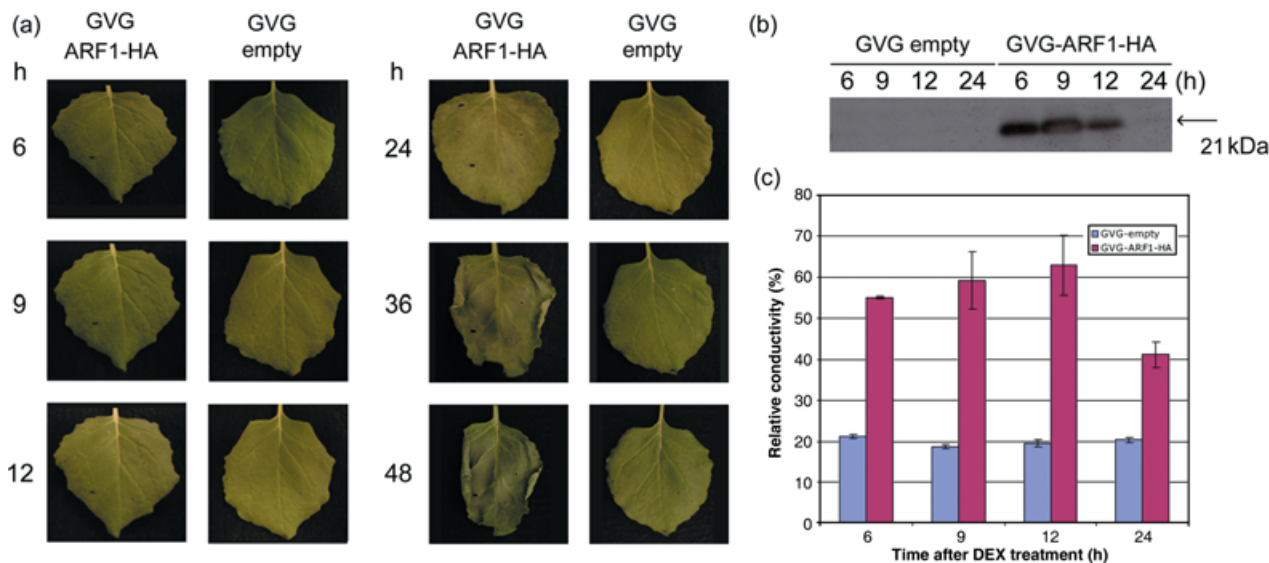 (a)
GVG
ARF1-HA
GVG
empty
GVG
ARF1-HA
GVG
empty
h
6
9
12
h
24
36
48
(b)
GVG empty
GVG-ARF1-HA
6 9 12 24 6 9 12 24 (h)
21 kDa
(c)
80
70
60
50
40
30
20
10
0
Relative conductivity (%)
GVG-empty
GVG-ARF1-HA
6 9 12 24
Time after DEX treatment (h)